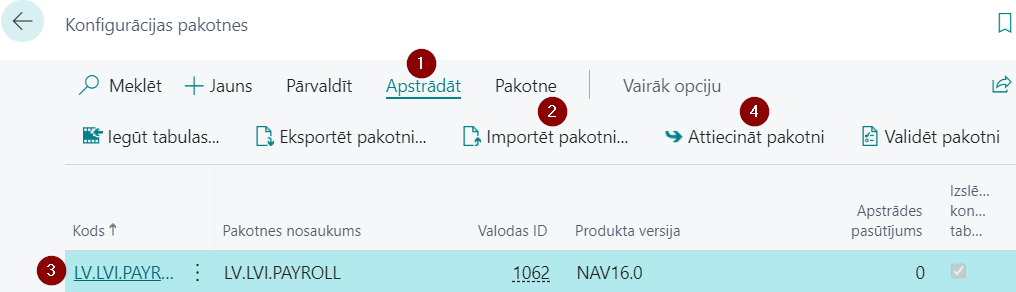 Konfigurācijas pakotnes
1
Meklēt Jauns Pārvaldīt Apstrādāt Pakotne Vairāk opciju
2 4
Iegūt tabulas... Eksportēt pakotni... Importēt pakotni... Attiecināt pakotni Validēt pakotni
Izslē...
Apstrādes kon...
Kods ↑ Pakotnes nosaukums Valodas ID Produkta versija pasūtījums tab...
3 LV.LVI.PAYR... LV.LVI.PAYROLL 1062 NAV16.0 0